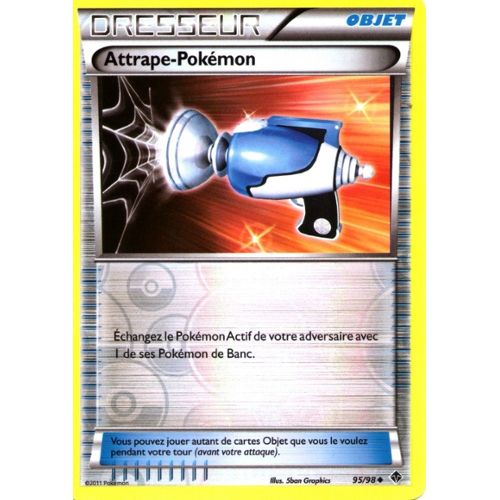 DRESSEUR
OBJET
Attrape-Pokémon
Échangez le Pokémon Actif de votre adversaire avec
1 de ses Pokémon de Banc.
Vous pouvez jouer autant de cartes Objet que vous le voulez
pendant votre tour (avant votre attaque).
©2011 Pokémon
Illus. 5ban Graphics
95/98